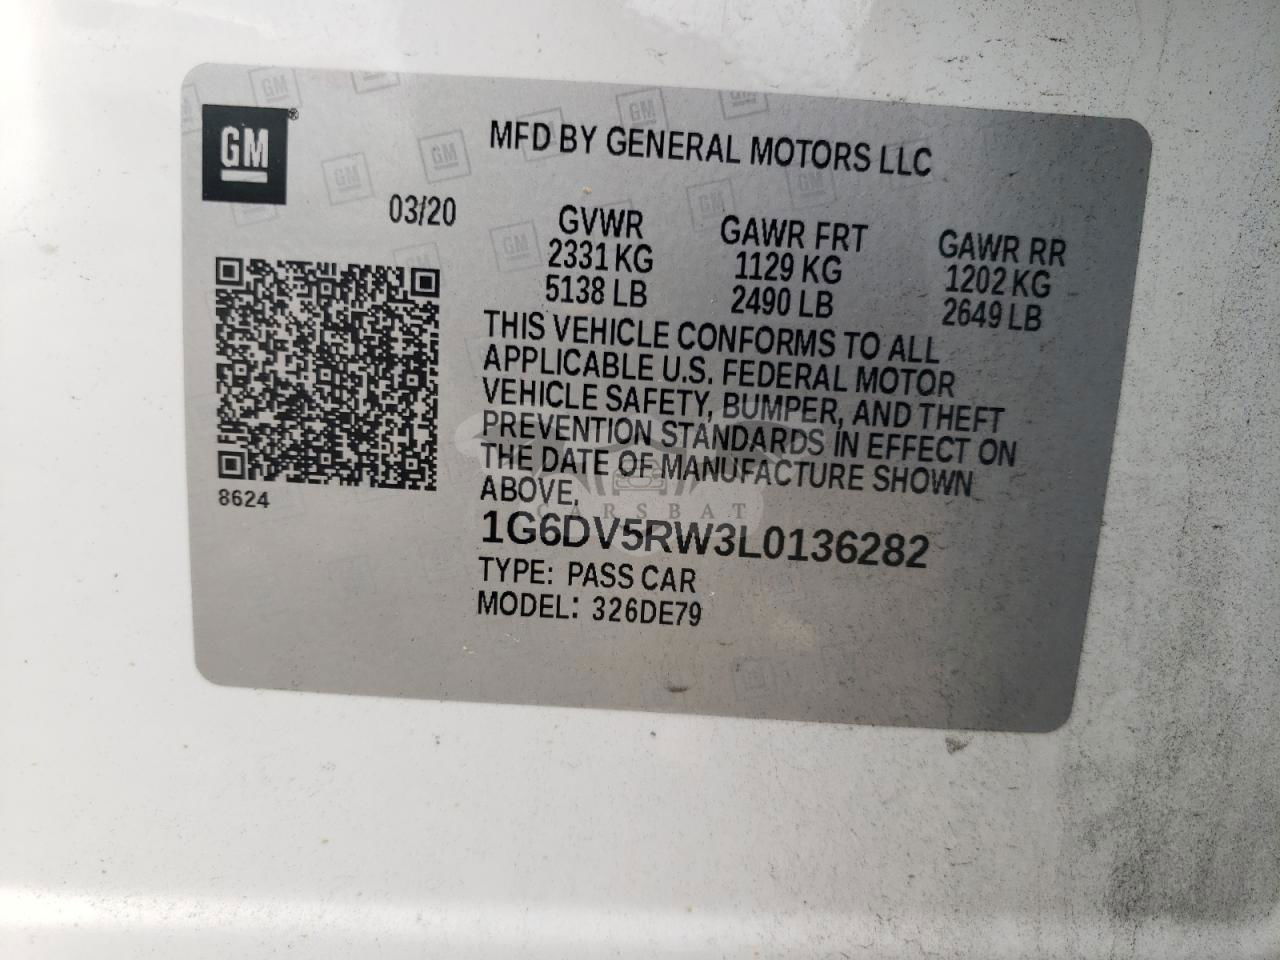 GM
MFD BY GENERAL MOTORS LLC
03/20
GVWR
2331 KG
5138 LB
GAWR FRT
1129 KG
2490 LB
GAWR RR
1202 KG
2649 LB
THIS VEHICLE CONFORMS TO ALL
APPLICABLE U.S. FEDERAL MOTOR
VEHICLE SAFETY, BUMPER, AND THEFT
PREVENTION STANDARDS IN EFFECT ON
THE DATE OF MANUFACTURE SHOWN
ABOVE.
CARSBAT
1G6DV5RW3L0136282
TYPE: PASS CAR
MODEL: 326DE79
8624